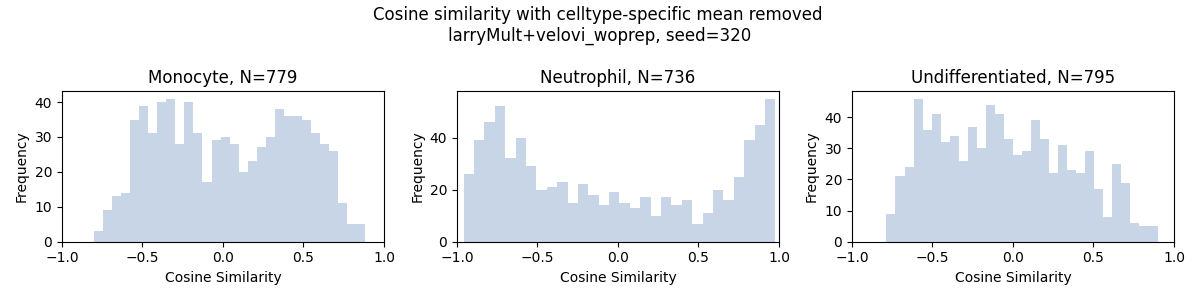 Cosine similarity with celltype-specific mean removed
larryMult+velovi_woprep, seed=320
Monocyte, N=779
Frequency
40
30
20
10
0
−1.0 −0.5 0.0 0.5 1.0
Cosine Similarity
Neutrophil, N=736
Frequency
40
20
0
−1.0 −0.5 0.0 0.5 1.0
Cosine Similarity
Undifferentiated, N=795
Frequency
40
30
20
10
0
−1.0 −0.5 0.0 0.5 1.0
Cosine Similarity